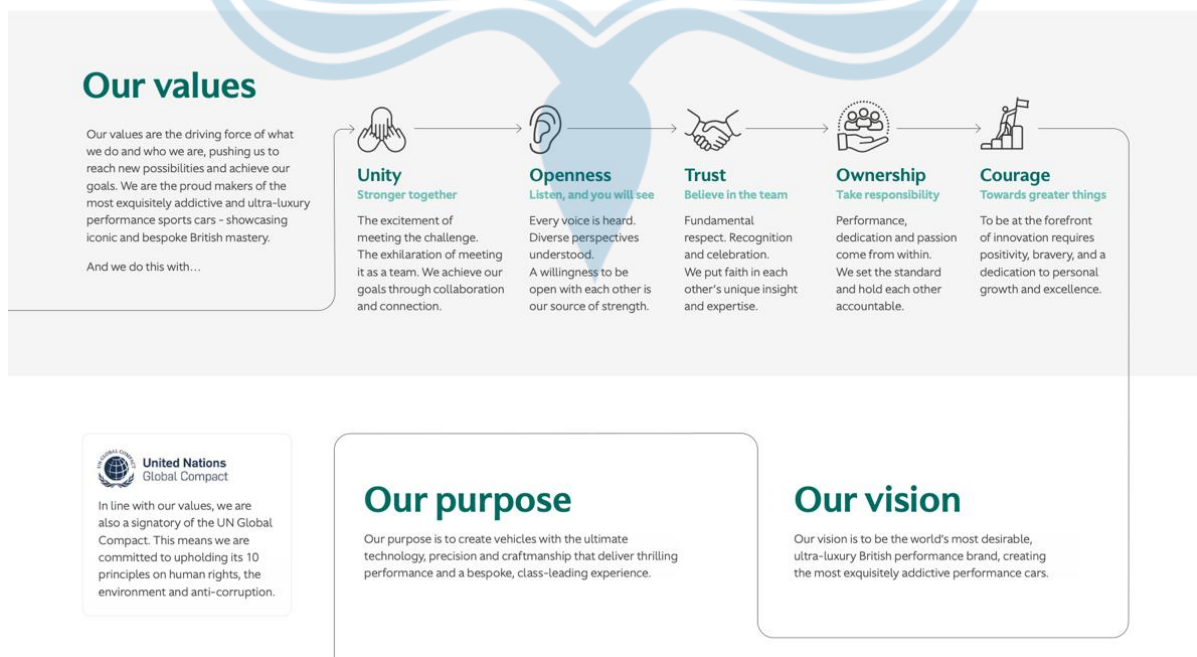 Our values
Our values are the driving force of what
we do and who we are, pushing us to
reach new possibilities and achieve our
goals. We are the proud makers of the
most exquisitely addictive and ultra-luxury
performance sports cars - showcasing
iconic and bespoke British mastery.
And we do this with...
Unity
Stronger together
The excitement of
meeting the challenge.
The exhilaration of meeting
it as a team. We achieve our
goals through collaboration
and connection.
Openness
Listen, and you will see
Every voice is heard.
Diverse perspectives
understood.
A willingness to be
open with each other is
our source of strength.
Trust
Believe in the team
Fundamental
respect. Recognition
and celebration.
We put faith in each
other's unique insight
and expertise.
Ownership
Take responsibility
Performance,
dedication and passion
come from within.
We set the standard
and hold each other
accountable.
Courage
Towards greater things
To be at the forefront
of innovation requires
positivity, bravery, and a
dedication to personal
growth and excellence.
United Nations
Global Compact
In line with our values, we are
also a signatory of the UN Global
Compact. This means we are
committed to upholding its 10
principles on human rights, the
environment and anti-corruption.
Our purpose
Our purpose is to create vehicles with the ultimate
technology, precision and craftmanship that deliver thrilling
performance and a bespoke, class-leading experience.
Our vision
Our vision is to be the world's most desirable,
ultra-luxury British performance brand, creating
the most exquisitely addictive performance cars.